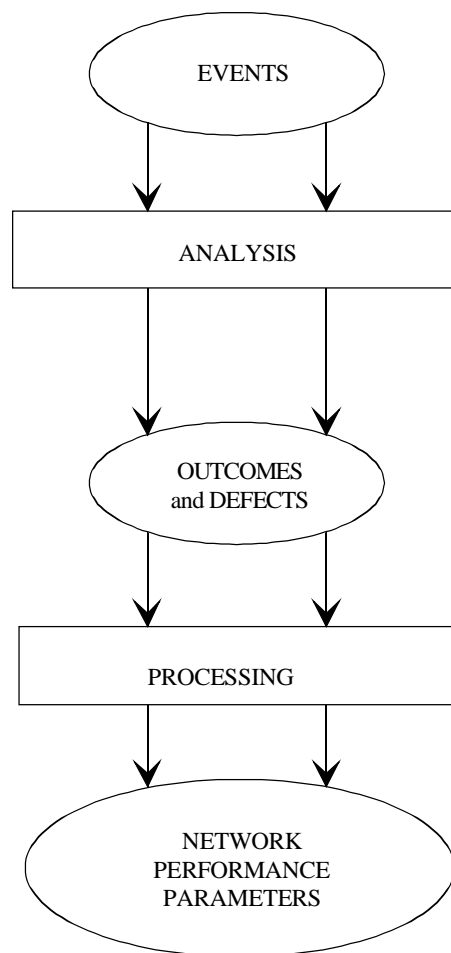 EVENTS
ANALYSIS
OUTCOMES
and DEFECTS
PROCESSING
NETWORK
PERFORMANCE
PARAMETERS